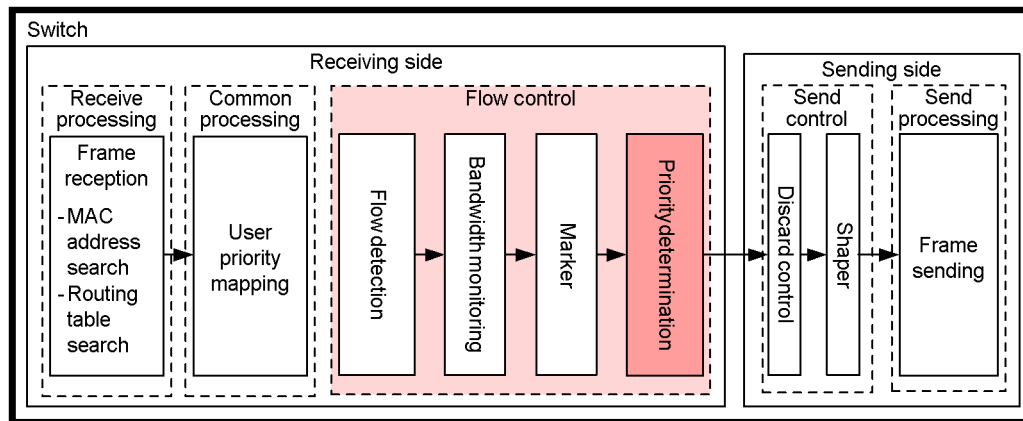 Switch
Receiving side
Receive
processing
Frame
reception
-MAC
address
search
-Routing
table
search
Common
processing
User
priority
mapping
Flow control
Flow detection
Bandwidth monitoring
Marker
Priority determination
Sending side
Send
control
Discard control
Shaper
Send
processing
Frame
sending